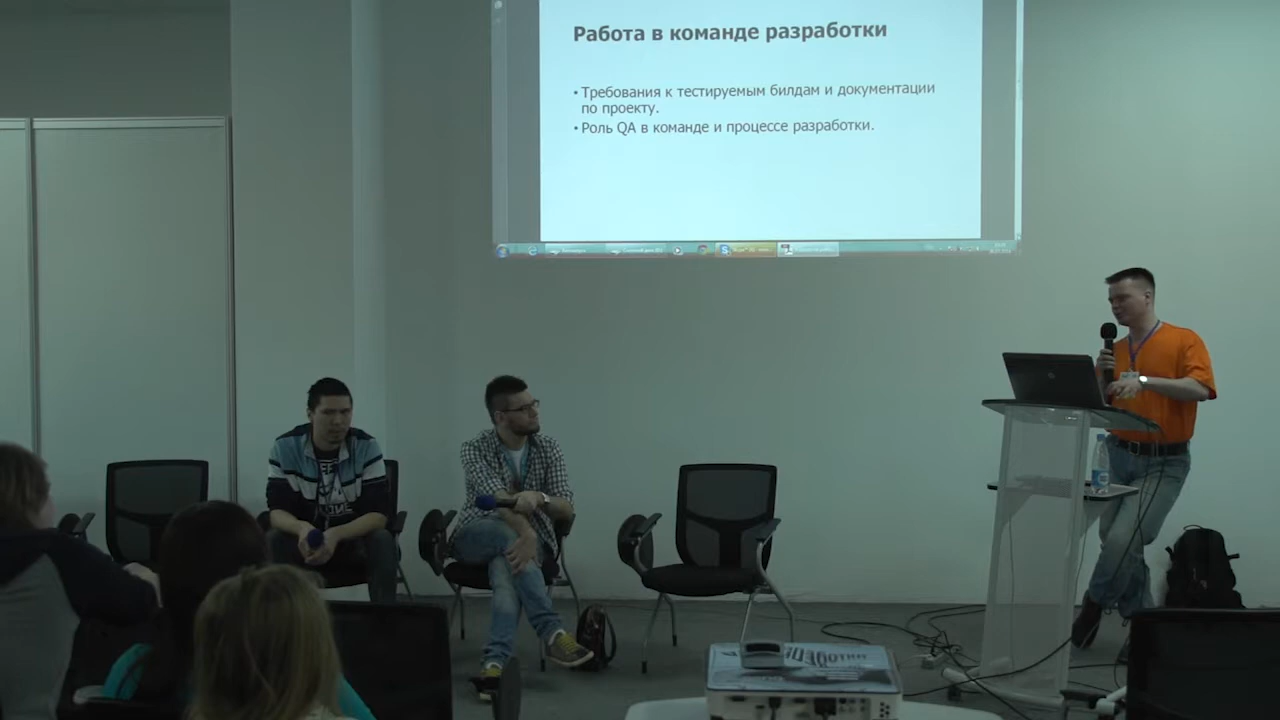 Работа в команде разработки
• Требования к тестируемым билдам и документации
по проекту.
• Роль QA в команде и процессе разработки.